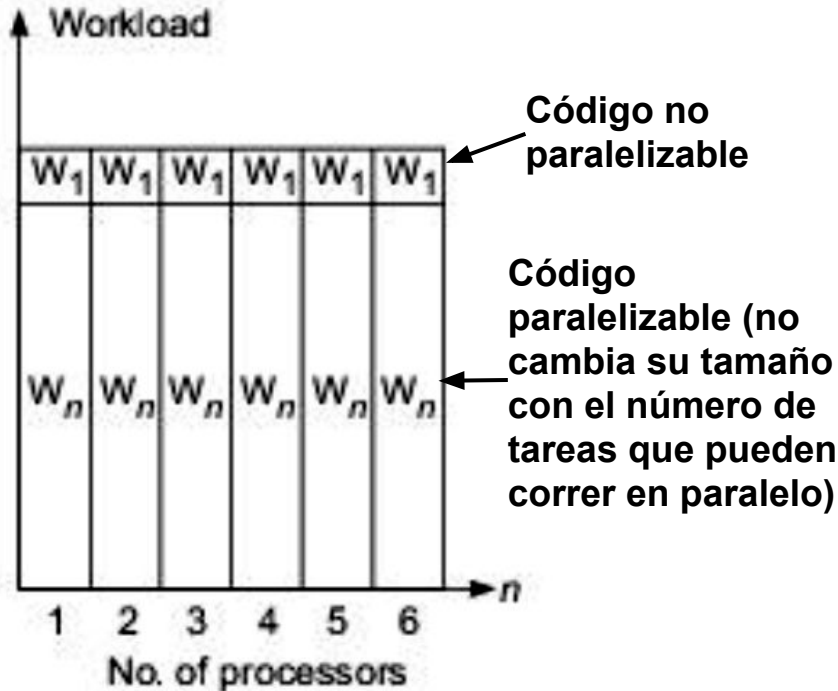 Workload
Código no
paralelizable
W1 W1 W1 W1 W1 W1
Código
paralelizable (no
cambia su tamaño
con el número de
tareas que pueden
correr en paralelo)
Wn Wn Wn Wn Wn Wn
n
1 2 3 4 5 6
No. of processors